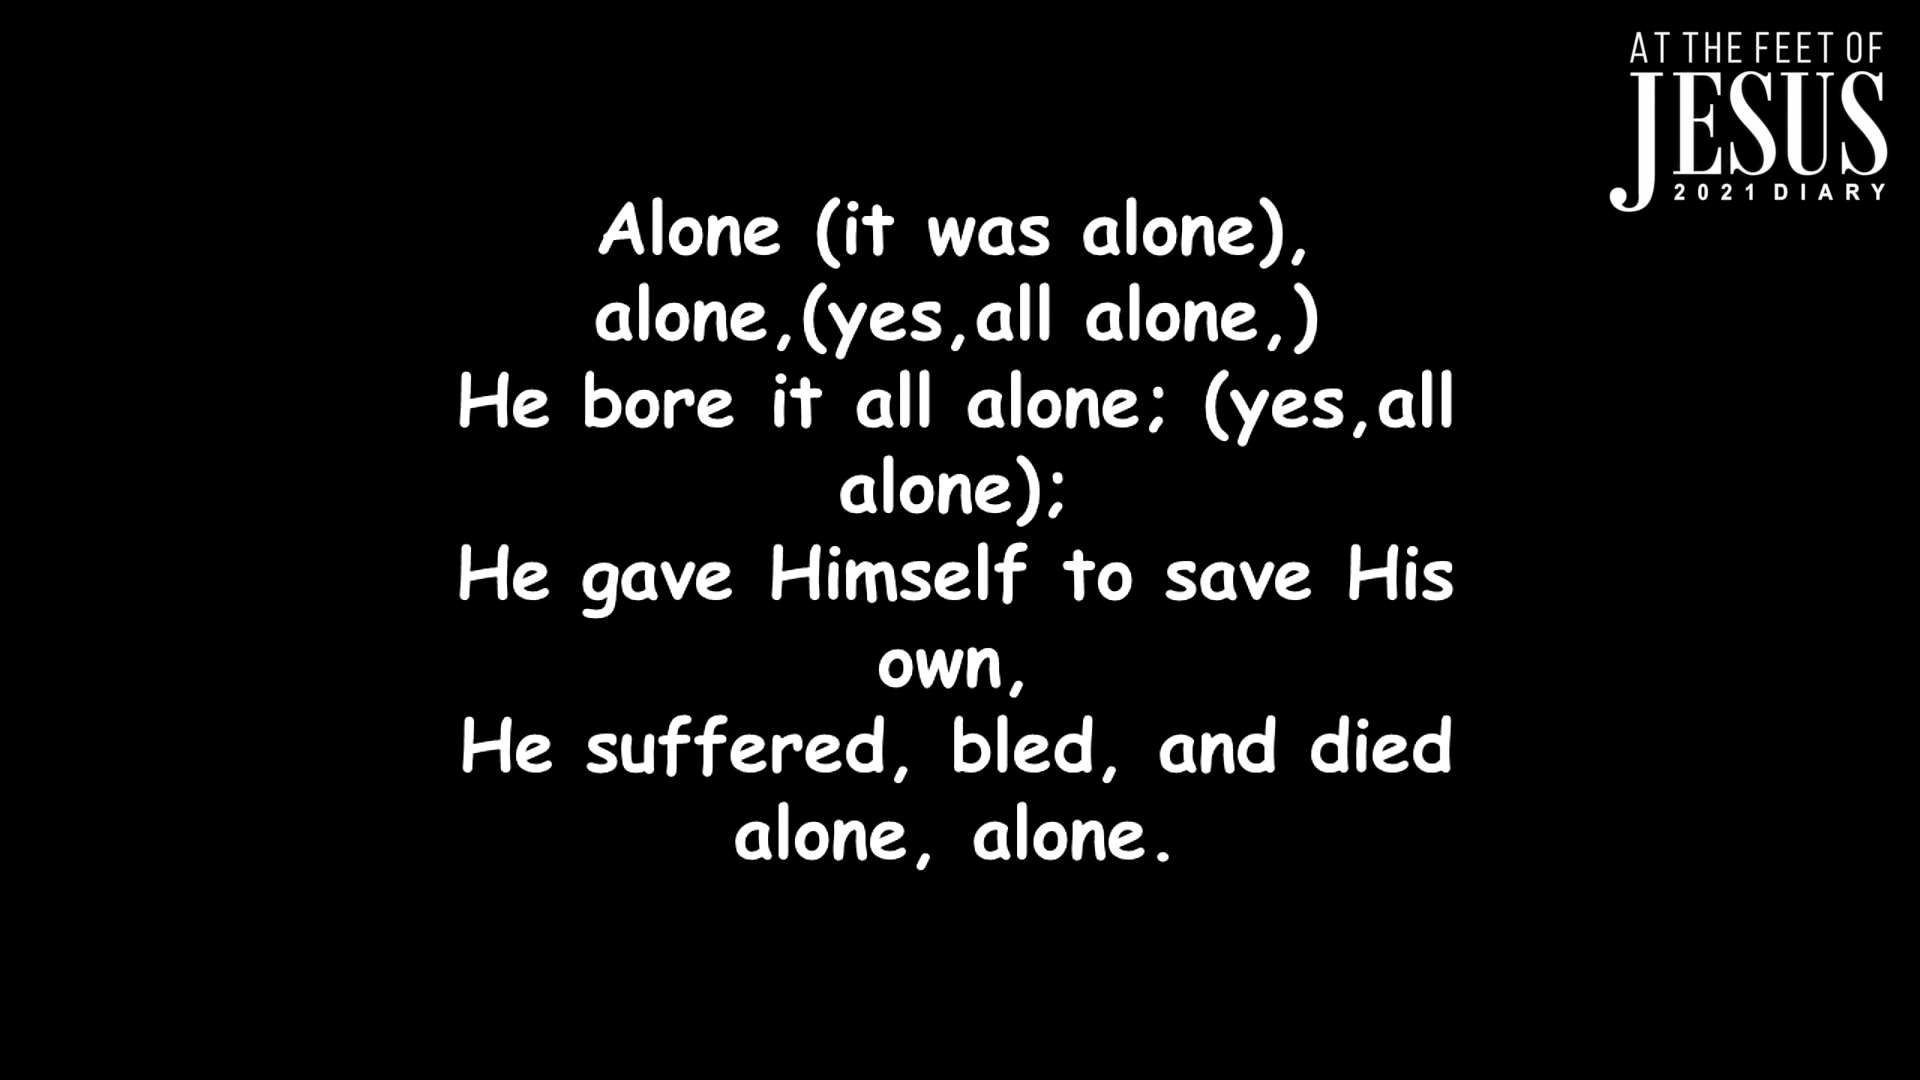 AT THE FEET OF
JESUS
2021 DIARY
Alone (it was alone),
alone,(yes,all alone,)
He bore it all alone; (yes,all
alone);
He gave Himself to save His
own,
He suffered, bled, and died
alone, alone.